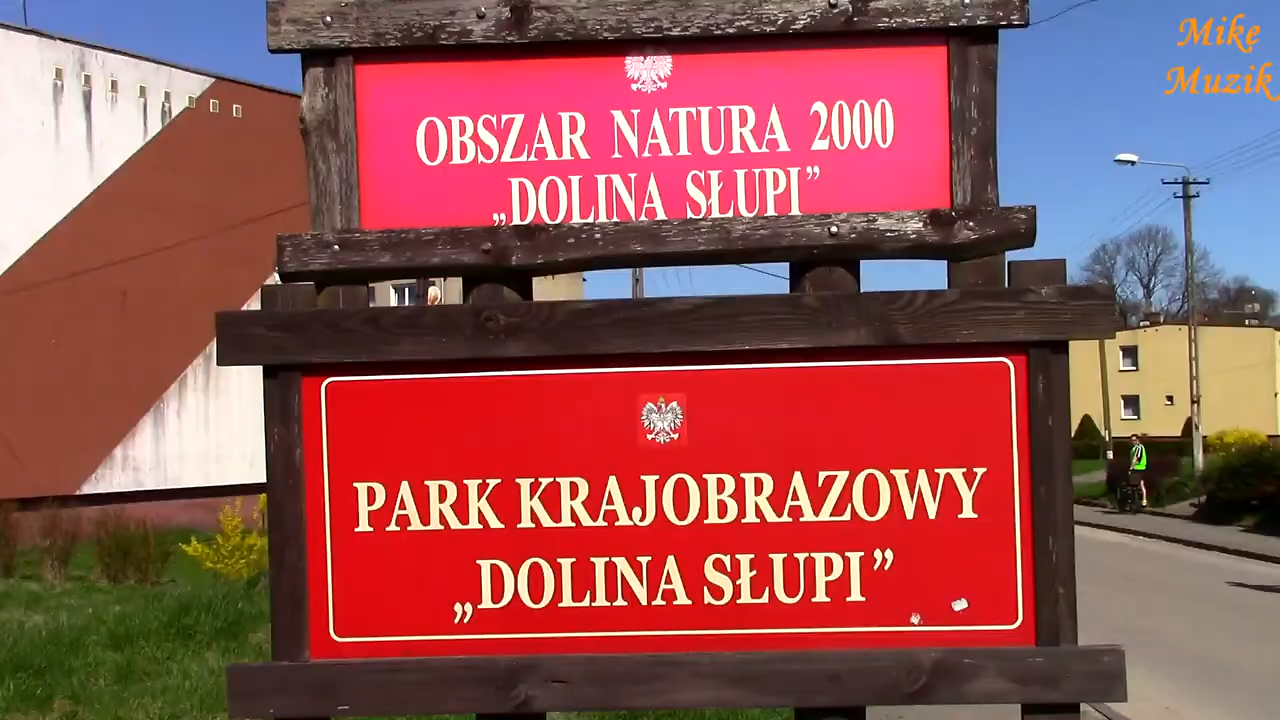 Mike
Muzik
OBSZAR NATURA 2000
„DOLINA SŁUPI”
PARK KRAJOBRAZOWY
„DOLINA SŁUPI”